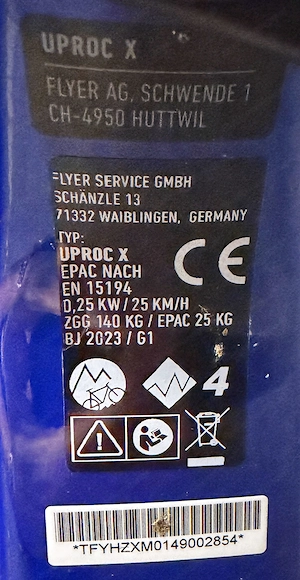 UPROC X
FLYER AG, SCHWENDE 1
CH-4950 HUTTWIL
FLYER SERVICE GMBH
SCHÄNZLE 13
71332 WAIBLINGEN, GERMANY
TYP:
UPROC X
EPAC NACH
EN 15194
0,25 KW / 25 KM/H
ZGG 140 KG / EPAC 25 KG
BJ 2023 / G1
CE
4
*TFYHZXM0149002854*